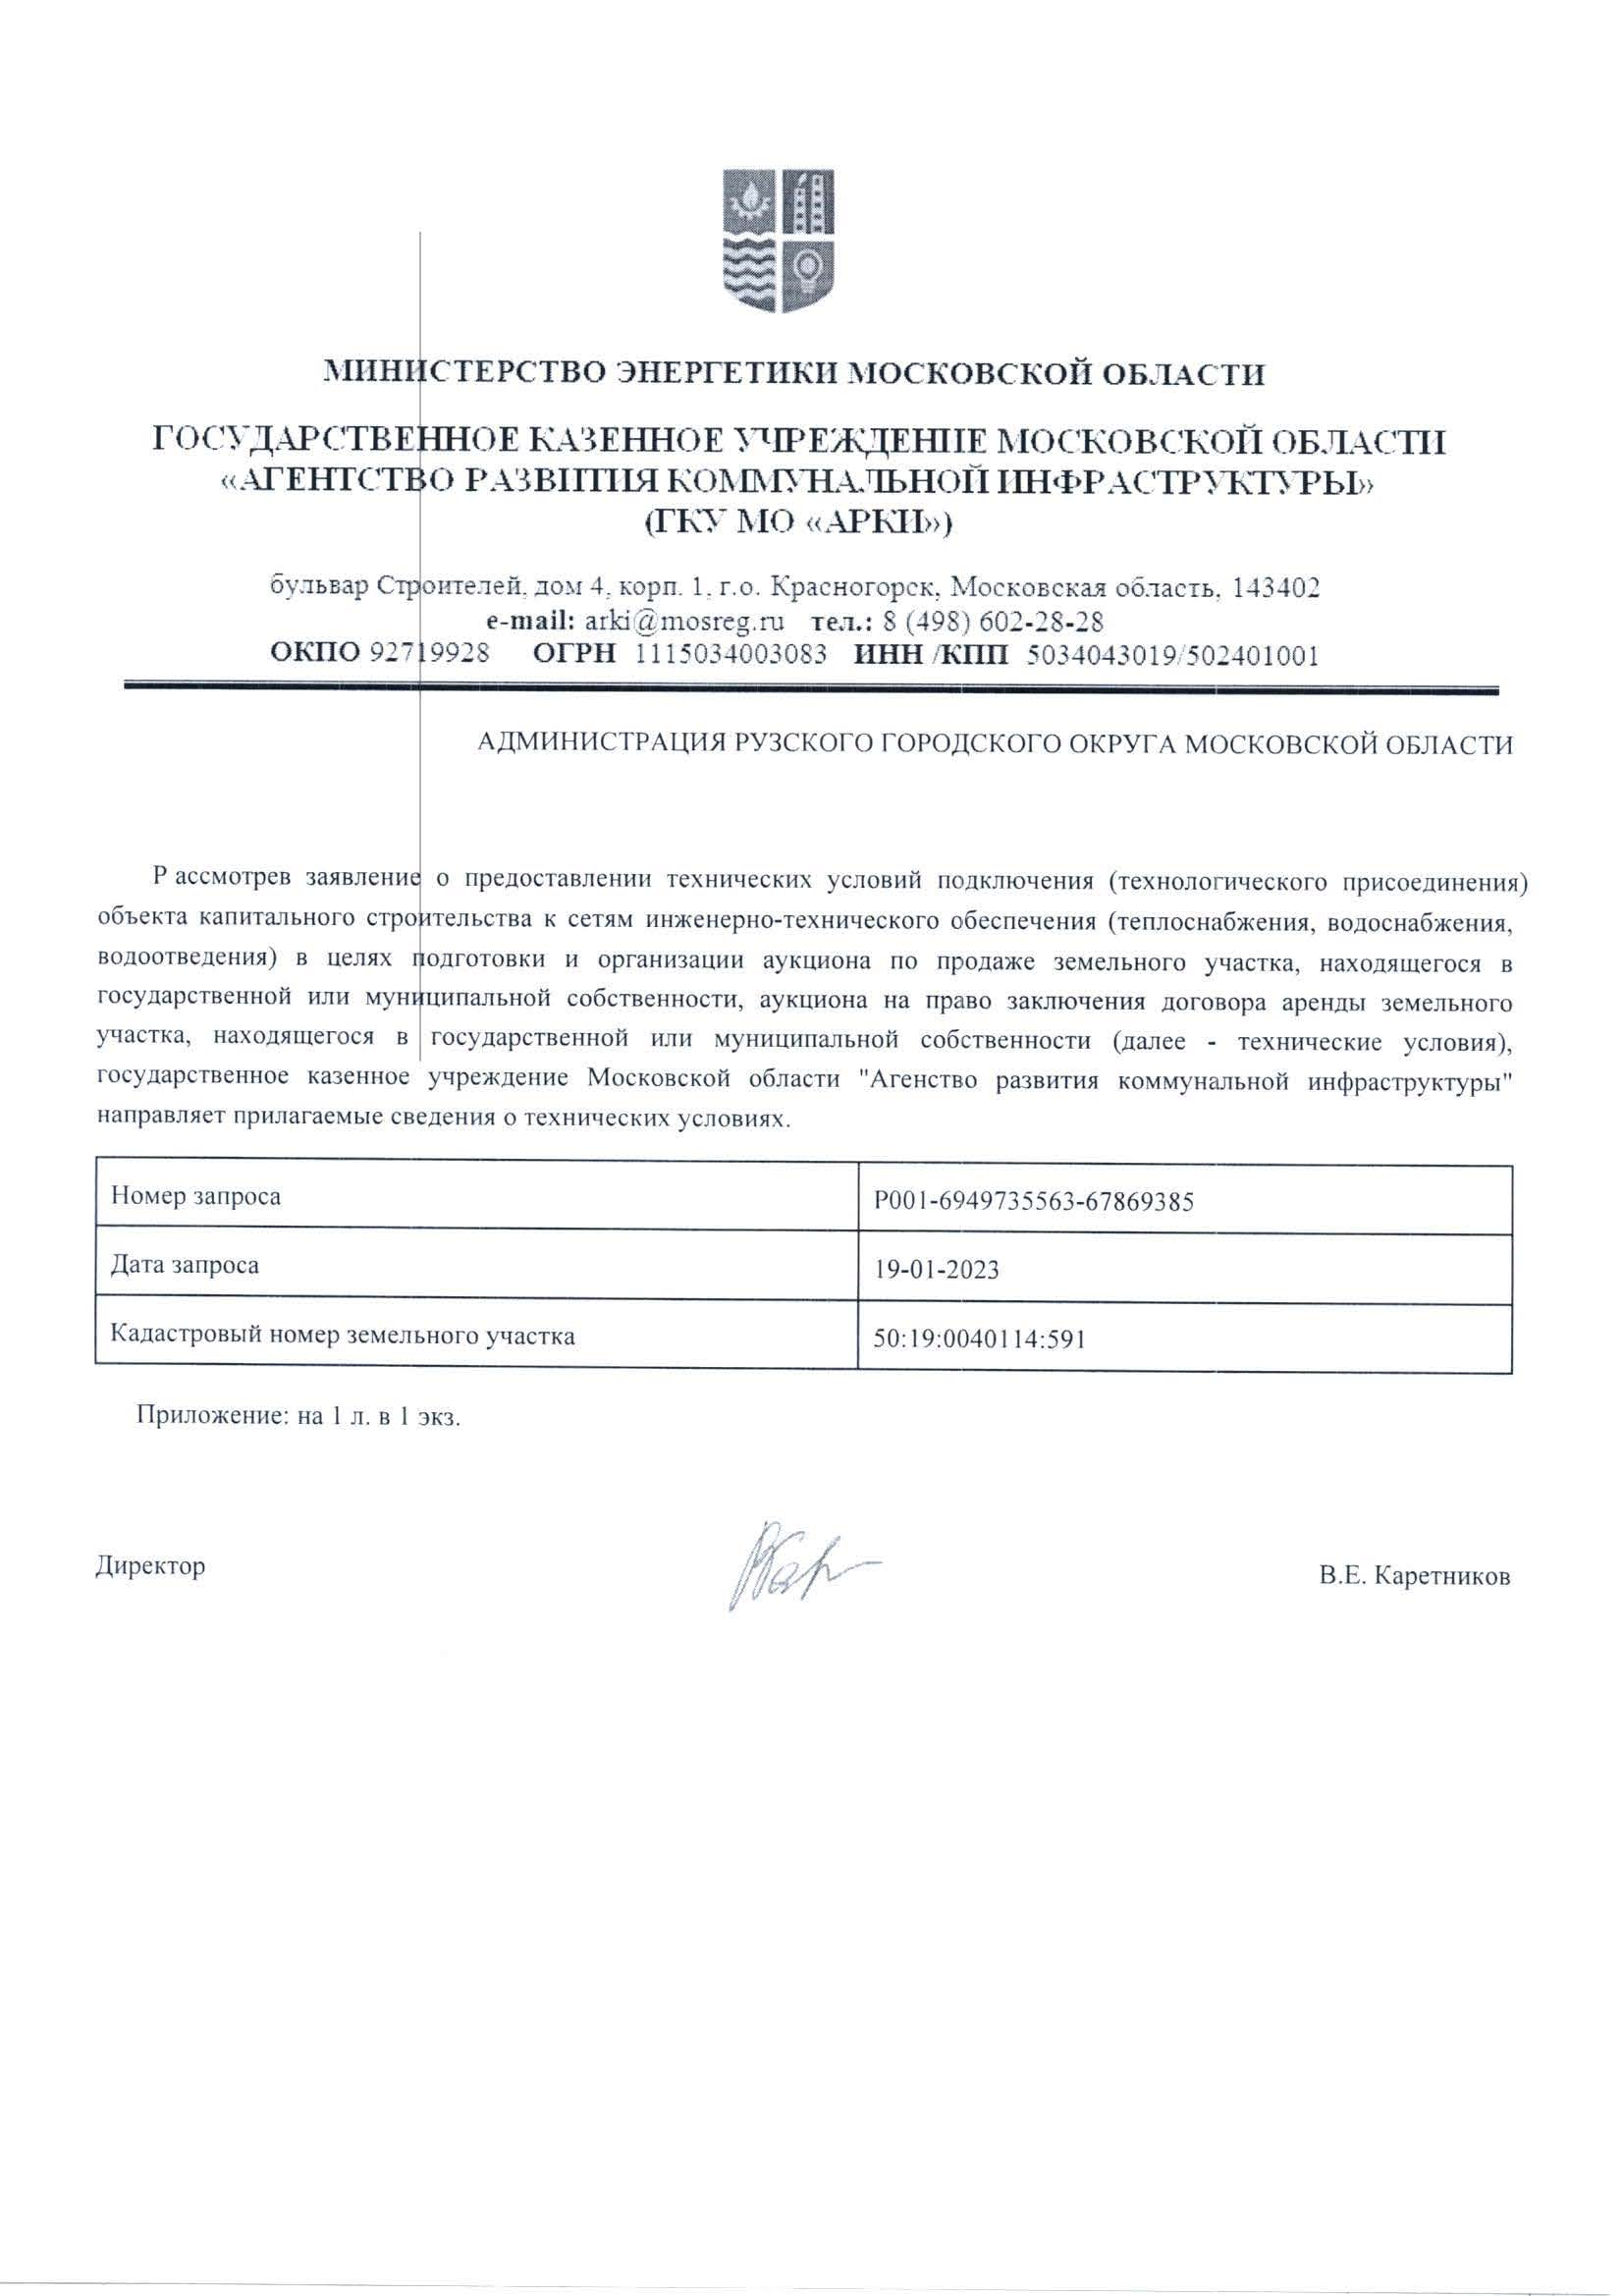 МИНИСТЕРСТВО ЭНЕРГЕТИКИ МОСКОВСКОЙ ОБЛАСТИ
ГОСУДАРСТВЕННОЕ КАЗЕННОЕ УЧРЕЖДЕНИЕ МОСКОВСКОЙ ОБЛАСТИ
«АГЕНТСТВО РАЗВИТИЯ КОММУНАЛЬНОЙ ИНФРАСТРУКТУРЫ»
(ГКУ МО «АРКИ»)
бульвар Строителей, дом 4, корп. 1, г.о. Красногорск, Московская область, 143402
e-mail: arki@mosreg.ru тел.: 8 (498) 602-28-28
ОКПО 92719928 ОГРН 1115034003083 ИНН /КПП 5034043019/502401001
АДМИНИСТРАЦИЯ РУЗСКОГО ГОРОДСКОГО ОКРУГА МОСКОВСКОЙ ОБЛАСТИ
Р ассмотрев заявление о предоставлении технических условий подключения (технологического присоединения)
объекта капитального строительства к сетям инженерно-технического обеспечения (теплоснабжения, водоснабжения,
водоотведения) в целях подготовки и организации аукциона по продаже земельного участка, находящегося в
государственной или муниципальной собственности, аукциона на право заключения договора аренды земельного
участка, находящегося в государственной или муниципальной собственности (далее - технические условия),
государственное казенное учреждение Московской области "Агенство развития коммунальной инфраструктуры"
направляет прилагаемые сведения о технических условиях.
Номер запроса P001-6949735563-67869385
Дата запроса 19-01-2023
Кадастровый номер земельного участка 50:19:0040114:591
Приложение: на 1 л. в 1 экз.
Директор В.Е. Каретников